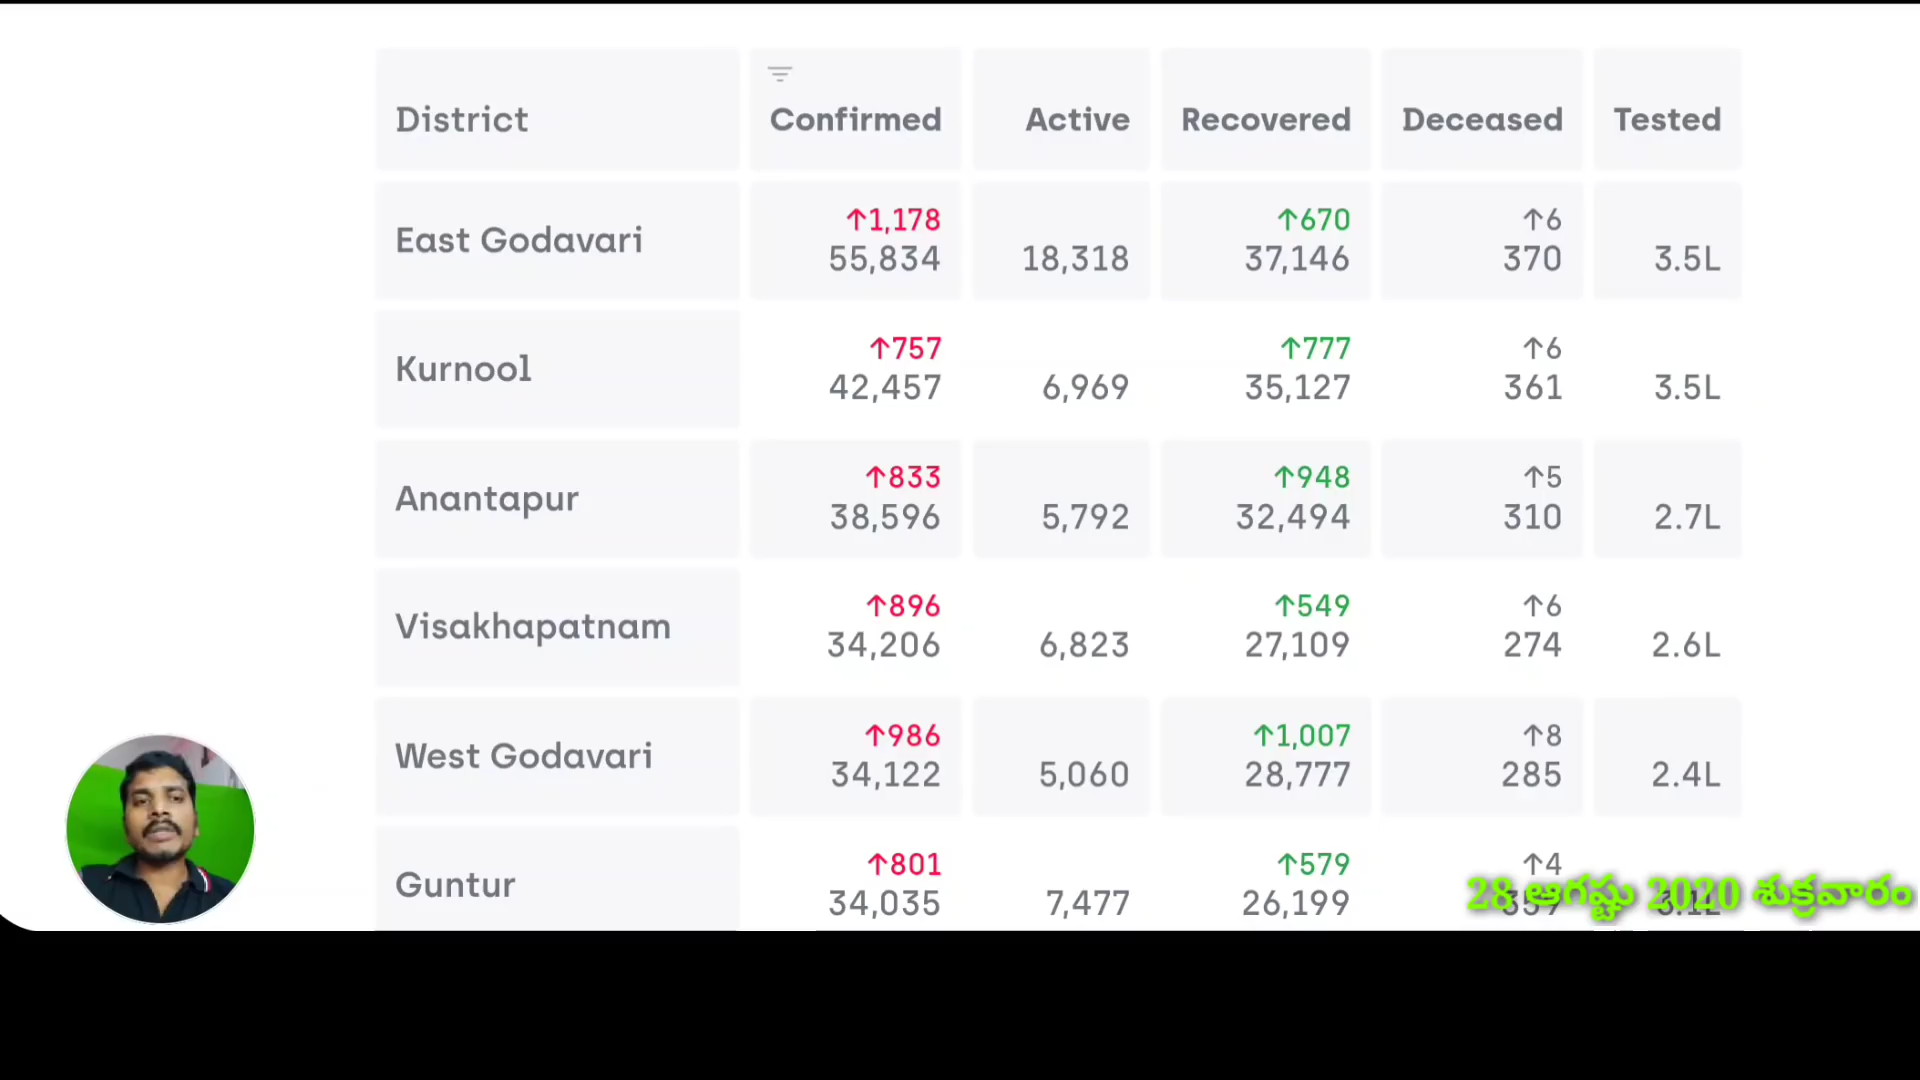 District Confirmed Active Recovered Deceased Tested
↑1,178 ↑670 ↑6
East Godavari 55,834 18,318 37,146 370 3.5L
↑757 ↑777 ↑6
Kurnool 42,457 6,969 35,127 361 3.5L
↑833 ↑948 ↑5
Anantapur 38,596 5,792 32,494 310 2.7L
↑896 ↑549 ↑6
Visakhapatnam 34,206 6,823 27,109 274 2.6L
↑986 ↑1,007 ↑8
West Godavari 34,122 5,060 28,777 285 2.4L
↑801 ↑579 ↑4
Guntur 34,035 7,477 26,199
28 ఆగష్టు 2020 శుక్రవారం